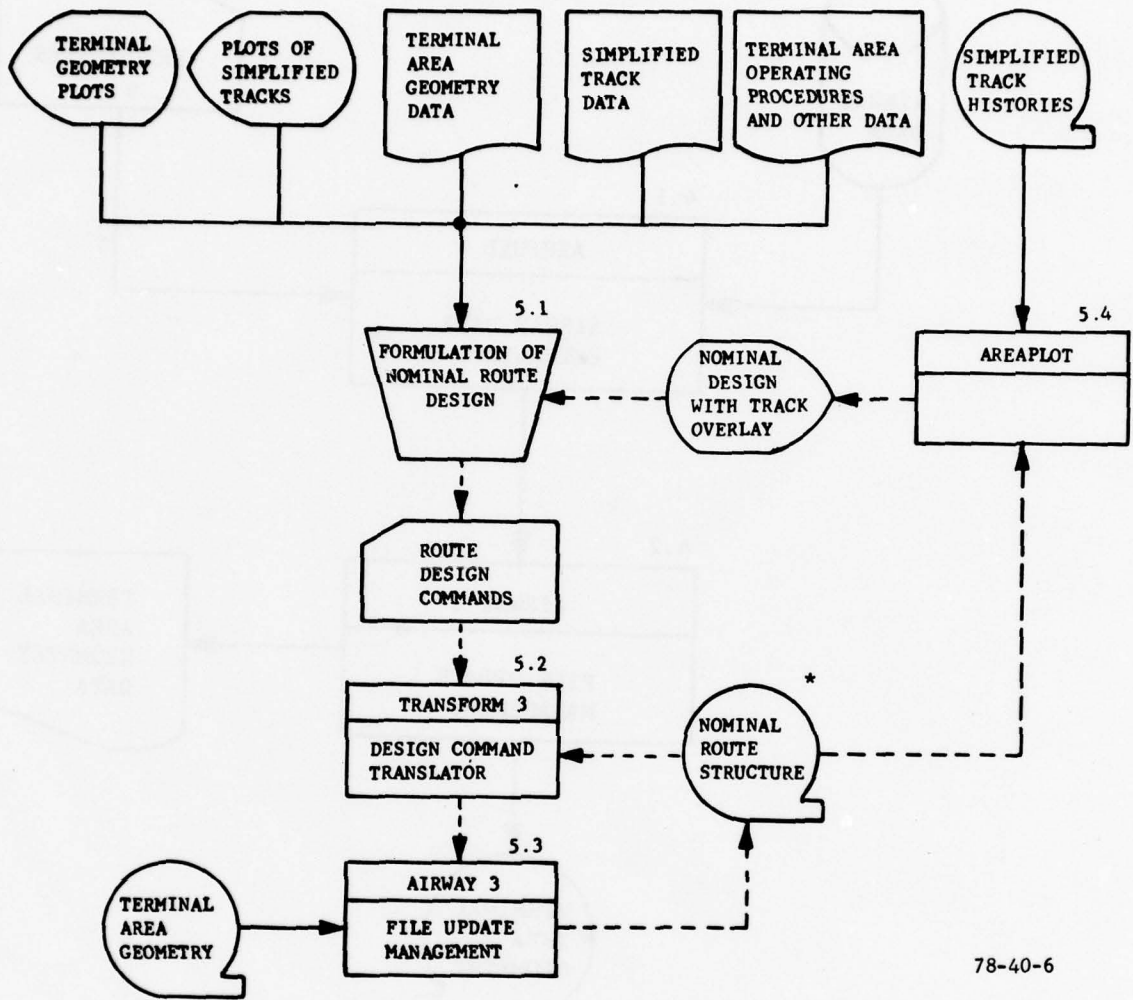 TERMINAL
GEOMETRY
PLOTS
PLOTS OF
SIMPLIFIED
TRACKS
TERMINAL
AREA
GEOMETRY
DATA
SIMPLIFIED
TRACK
DATA
TERMINAL AREA
OPERATING
PROCEDURES
AND OTHER DATA
SIMPLIFIED
TRACK
HISTORIES
5.1
FORMULATION OF
NOMINAL ROUTE
DESIGN
NOMINAL
DESIGN
WITH TRACK
OVERLAY
5.4
AREAPLOT
ROUTE
DESIGN
COMMANDS
5.2
TRANSFORM 3
DESIGN COMMAND
TRANSLATOR
*
NOMINAL
ROUTE
STRUCTURE
5.3
AIRWAY 3
FILE UPDATE
MANAGEMENT
TERMINAL
AREA
GEOMETRY
78-40-6